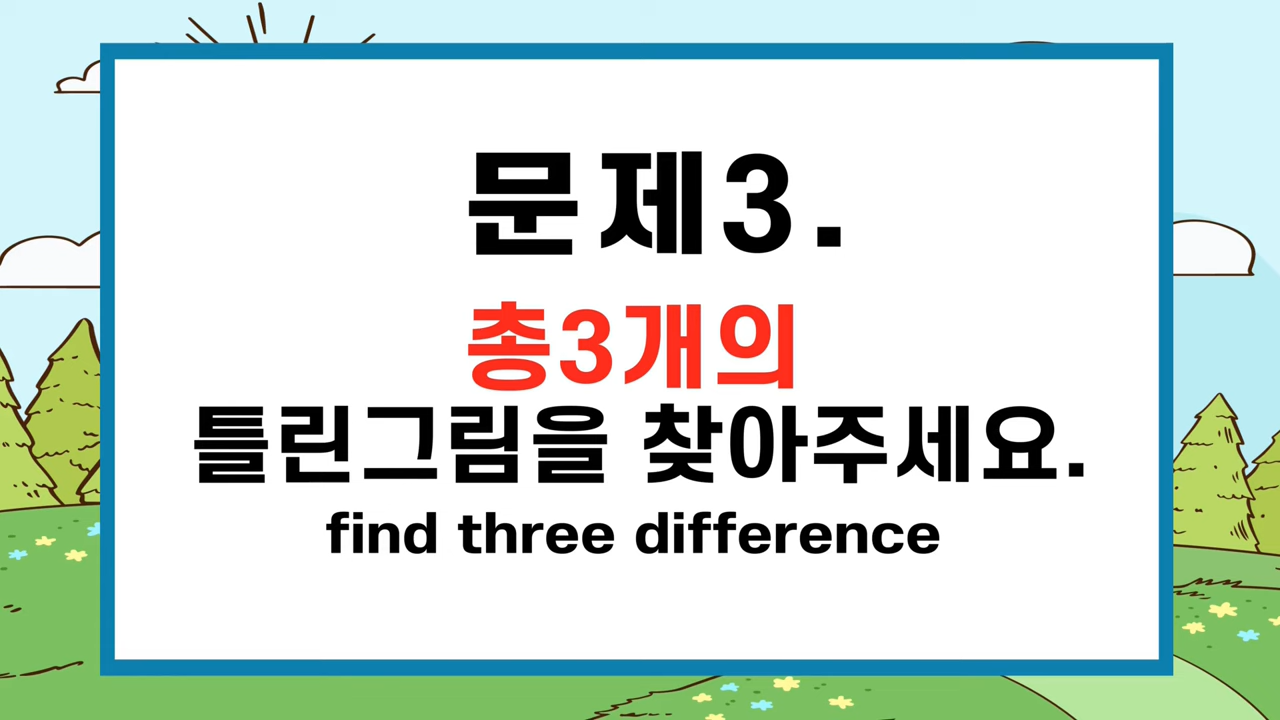 문제3.
총3개의
틀린그림을 찾아주세요.
find three difference